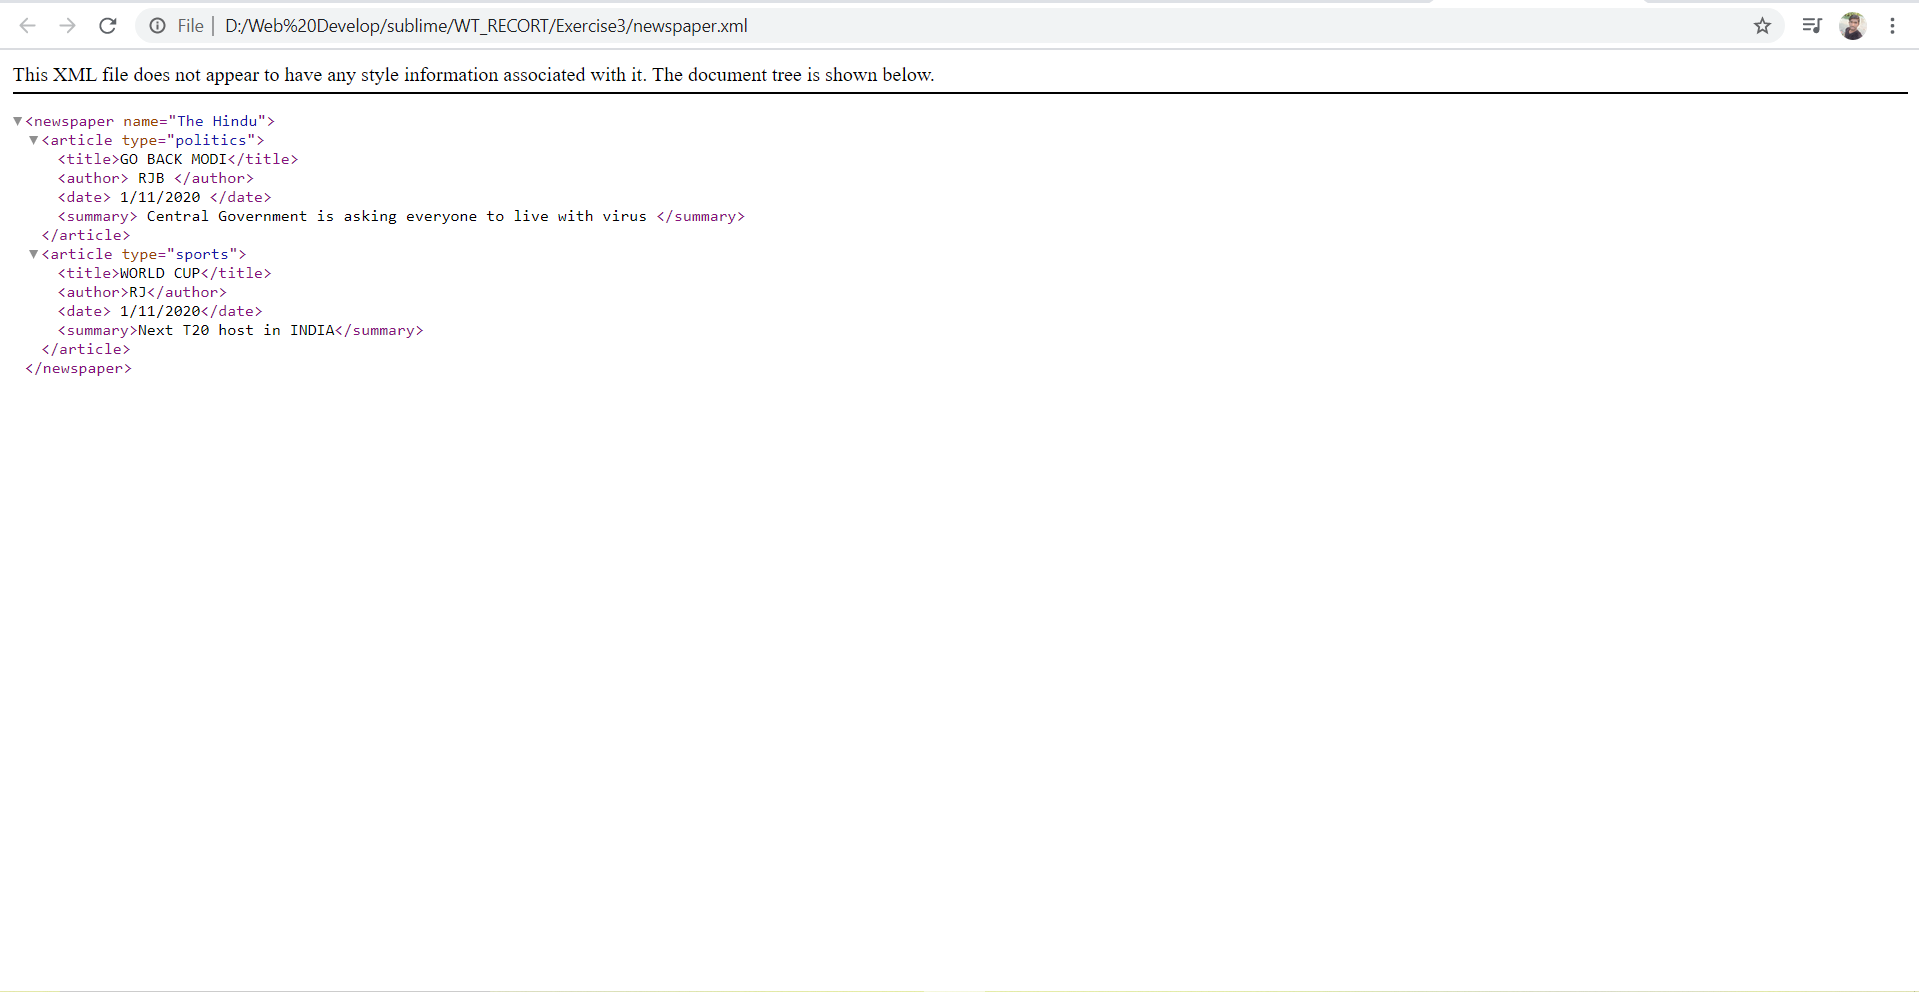 File | D:/Web%20Develop/sublime/WT_RECORT/Exercise3/newspaper.xml
This XML file does not appear to have any style information associated with it. The document tree is shown below.
▼<newspaper name="The Hindu">
▼<article type="politics">
<title>GO BACK MODI</title>
<author> RJB </author>
<date> 1/11/2020 </date>
<summary> Central Government is asking everyone to live with virus </summary>
</article>
▼<article type="sports">
<title>WORLD CUP</title>
<author>RJ</author>
<date> 1/11/2020</date>
<summary>Next T20 host in INDIA</summary>
</article>
</newspaper>